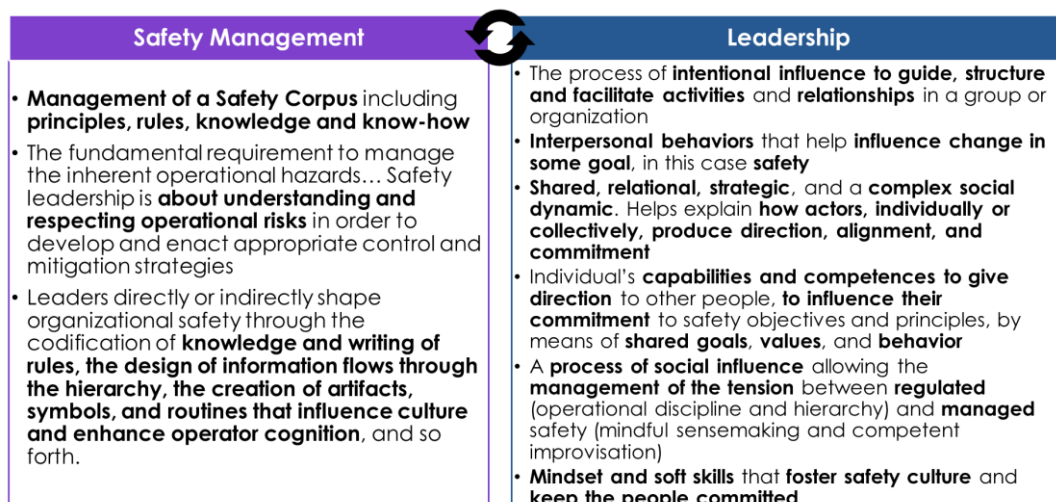 Safety Management
• Management of a Safety Corpus including
principles, rules, knowledge and know-how
• The fundamental requirement to manage
the inherent operational hazards... Safety
leadership is about understanding and
respecting operational risks in order to
develop and enact appropriate control and
mitigation strategies
• Leaders directly or indirectly shape
organizational safety through the
codification of knowledge and writing of
rules, the design of information flows through
the hierarchy, the creation of artifacts,
symbols, and routines that influence culture
and enhance operator cognition, and so
forth.
Leadership
• The process of intentional influence to guide, structure
and facilitate activities and relationships in a group or
organization
• Interpersonal behaviors that help influence change in
some goal, in this case safety
• Shared, relational, strategic, and a complex social
dynamic. Helps explain how actors, individually or
collectively, produce direction, alignment, and
commitment
• Individual's capabilities and competences to give
direction to other people, to influence their
commitment to safety objectives and principles, by
means of shared goals, values, and behavior
• A process of social influence allowing the
management of the tension between regulated
(operational discipline and hierarchy) and managed
safety (mindful sensemaking and competent
improvisation)
• Mindset and soft skills that foster safety culture and
keep the people committed